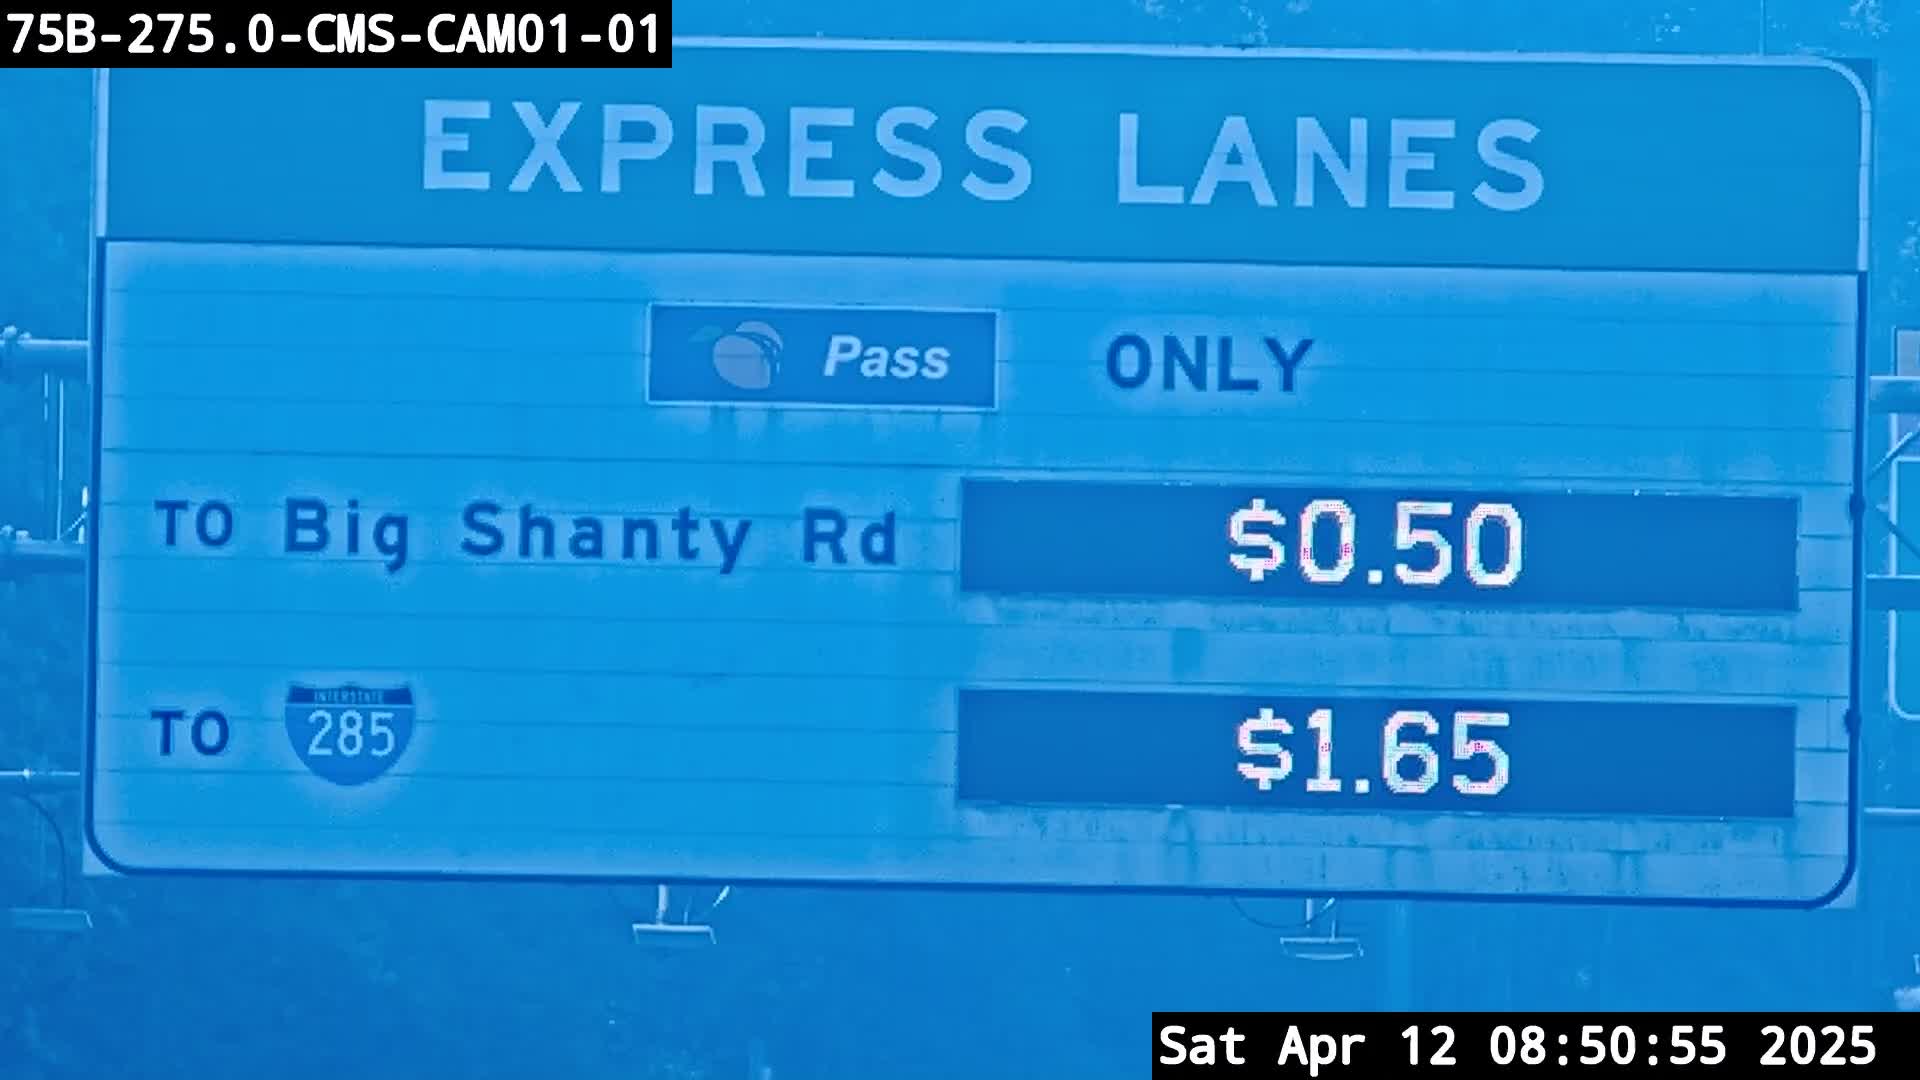 75B-275.0-CMS-CAM01-01
EXPRESS LANES
Pass ONLY
TO Big Shanty Rd $0.50
TO INTERSTATE 285 $1.65
Sat Apr 12 08:50:55 2025